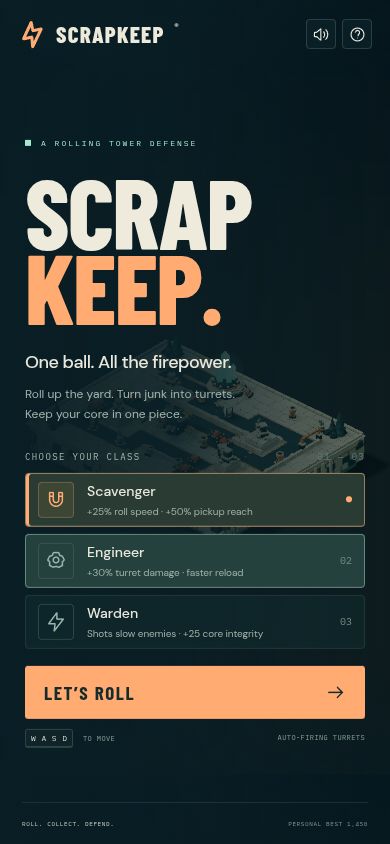 SCRAPKEEP
A ROLLING TOWER DEFENSE
SCRAP
KEEP.
One ball. All the firepower.
Roll up the yard. Turn junk into turrets.
Keep your core in one piece.
CHOOSE YOUR CLASS
01 — 03
Scavenger
+25% roll speed · +50% pickup reach
Engineer
+30% turret damage · faster reload
02
Warden
Shots slow enemies · +25 core integrity
03
LET’S ROLL
W A S D TO MOVE
AUTO-FIRING TURRETS
ROLL. COLLECT. DEFEND.
PERSONAL BEST 1,450